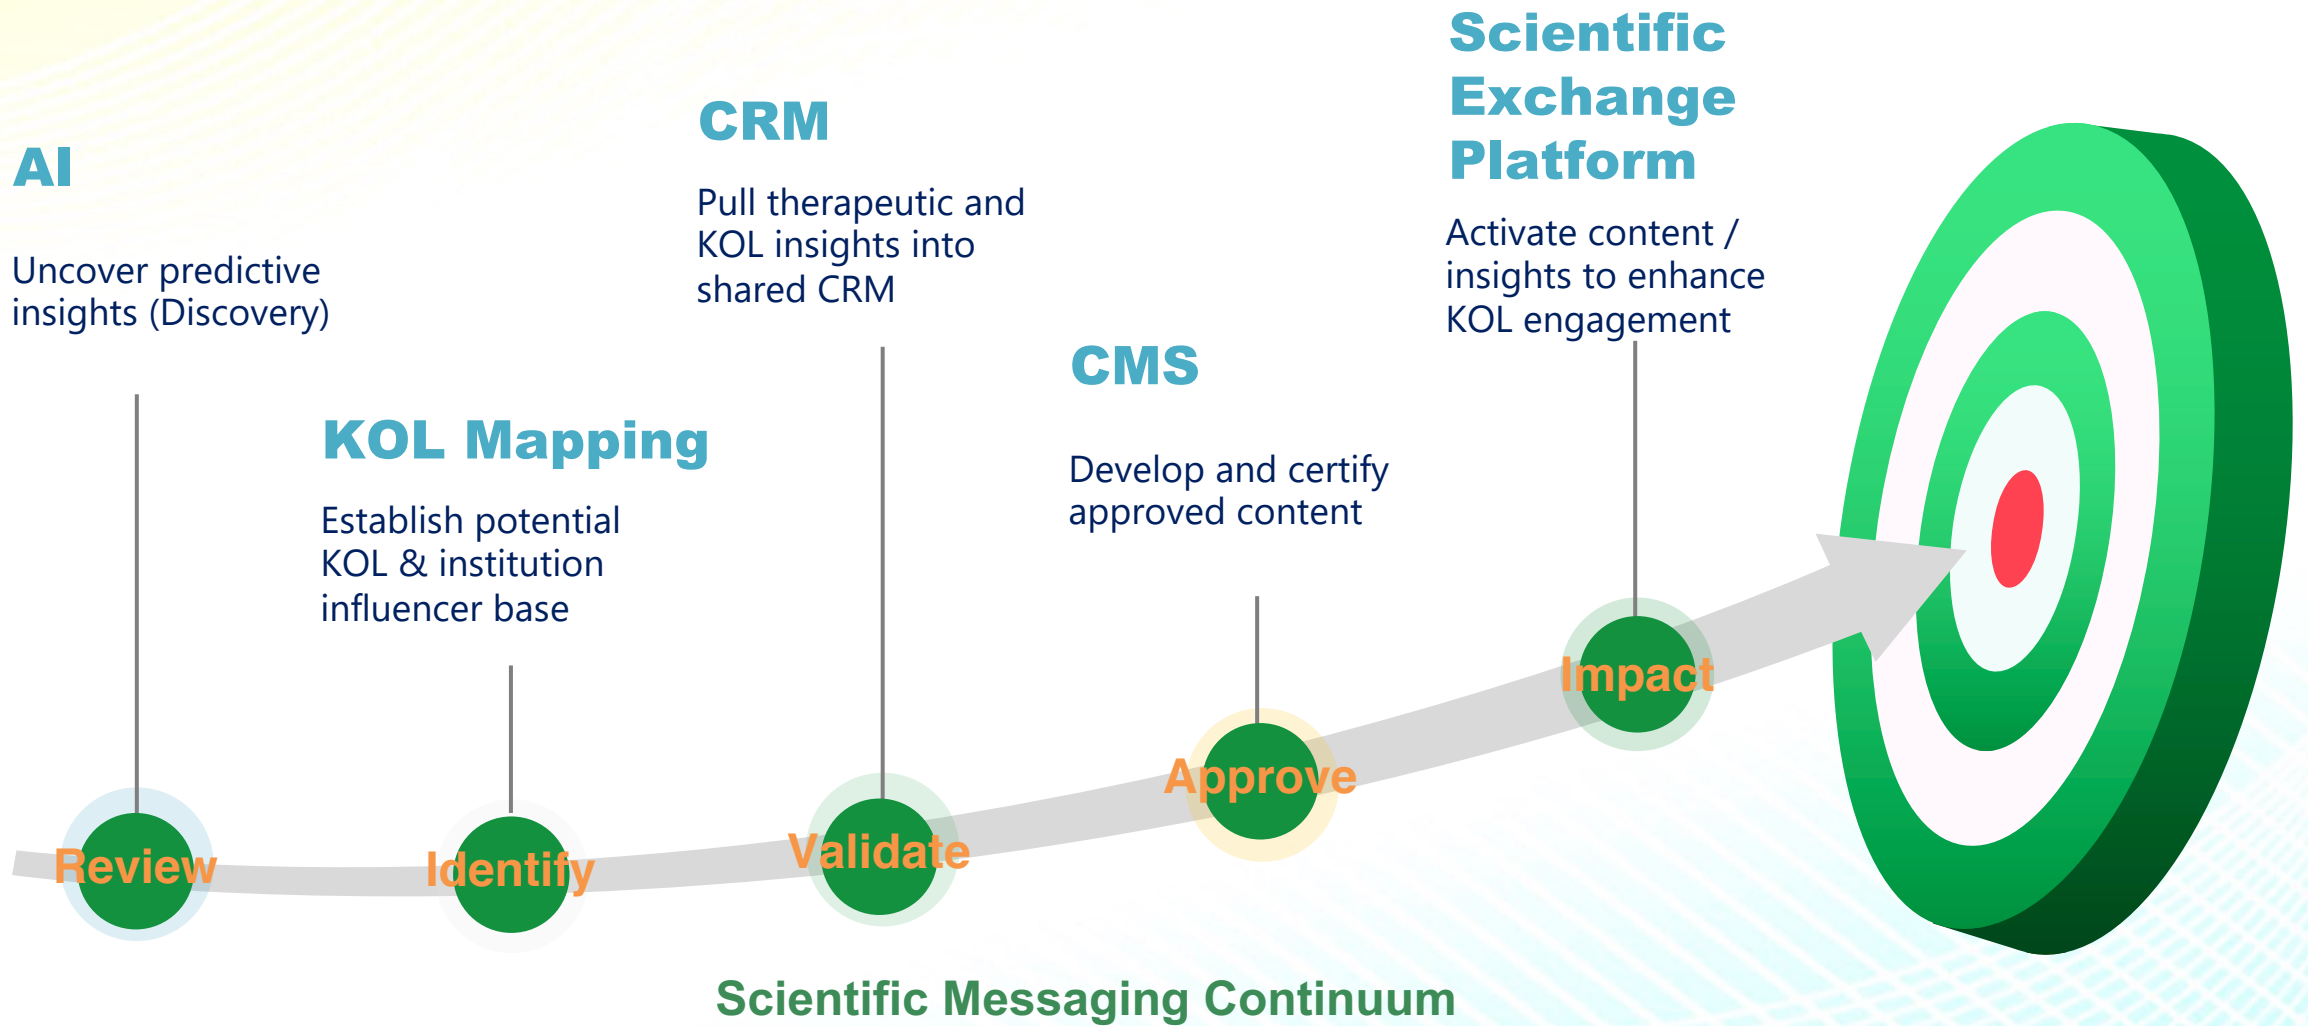 AI
Uncover predictive
insights (Discovery)
Review
KOL Mapping
Establish potential
KOL & institution
influencer base
Identify
CRM
Pull therapeutic and
KOL insights into
shared CRM
Validate
CMS
Develop and certify
approved content
Approve
Scientific
Exchange
Platform
Activate content /
insights to enhance
KOL engagement
Impact
Scientific Messaging Continuum